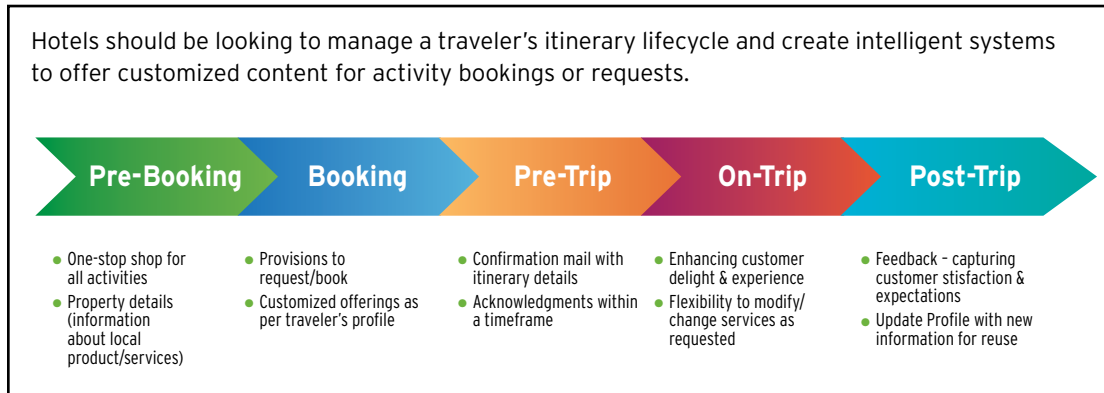 Hotels should be looking to manage a traveler's itinerary lifecycle and create intelligent systems
to offer customized content for activity bookings or requests.
Pre-Booking
Booking
Pre-Trip
On-Trip
Post-Trip
● One-stop shop for
all activities
● Property details
(information
about local
product/services)
● Provisions to
request/book
● Customized offerings as
per traveler's profile
● Confirmation mail with
itinerary details
● Acknowledgments within
a timeframe
● Enhancing customer
delight & experience
● Flexibility to modify/
change services as
requested
● Feedback – capturing
customer stisfaction &
expectations
● Update Profile with new
information for reuse